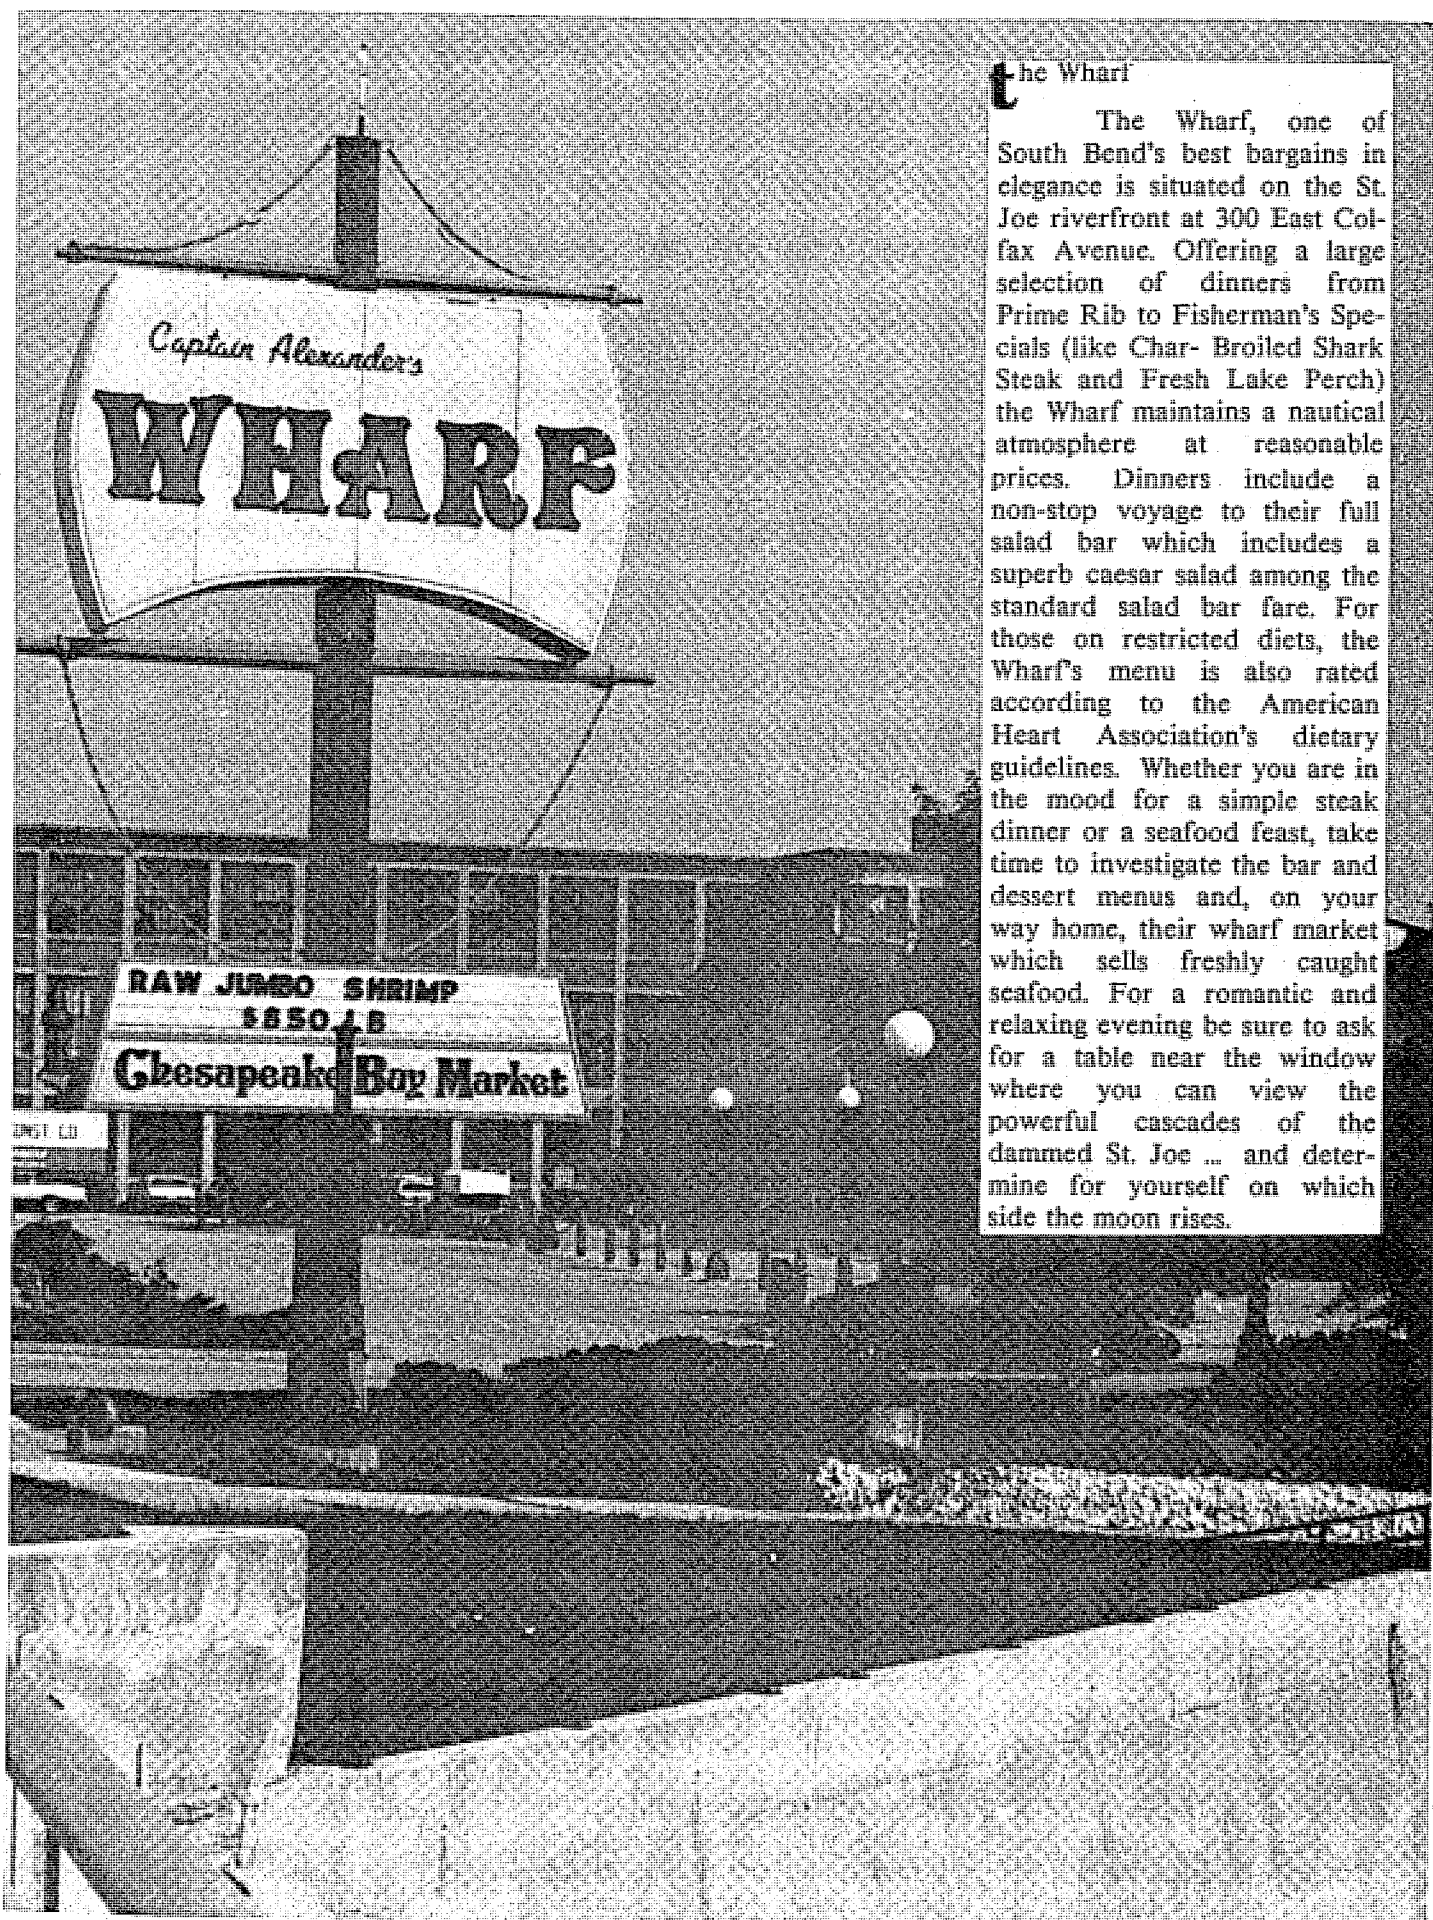 Captain Alexander's
WHARF
RAW JUMBO SHRIMP
$850 LB
Chesapeake Bay Market
the Wharf
The Wharf, one of
South Bend's best bargains in
elegance is situated on the St.
Joe riverfront at 300 East Col-
fax Avenue. Offering a large
selection of dinners from
Prime Rib to Fisherman's Spe-
cials (like Char- Broiled Shark
Steak and Fresh Lake Perch)
the Wharf maintains a nautical
atmosphere at reasonable
prices. Dinners include a
non-stop voyage to their full
salad bar which includes a
superb caesar salad among the
standard salad bar fare. For
those on restricted diets, the
Wharf's menu is also rated
according to the American
Heart Association's dietary
guidelines. Whether you are in
the mood for a simple steak
dinner or a seafood feast, take
time to investigate the bar and
dessert menus and, on your
way home, their wharf market
which sells freshly caught
seafood. For a romantic and
relaxing evening be sure to ask
for a table near the window
where you can view the
powerful cascades of the
dammed St. Joe ... and deter-
mine for yourself on which
side the moon rises.